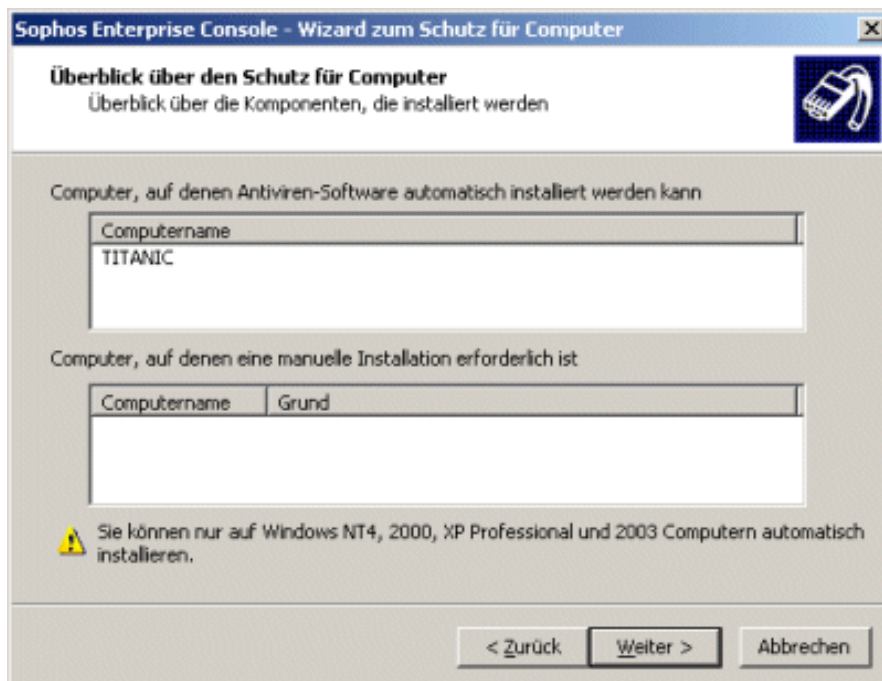 Sophos Enterprise Console - Wizard zum Schutz für Computer
Überblick über den Schutz für Computer
Überblick über die Komponenten, die installiert werden
Computer, auf denen Antiviren-Software automatisch installiert werden kann
Computername
TITANIC
Computer, auf denen eine manuelle Installation erforderlich ist
Computername Grund
Sie können nur auf Windows NT4, 2000, XP Professional und 2003 Computern automatisch
installieren.
< Zurück Weiter > Abbrechen